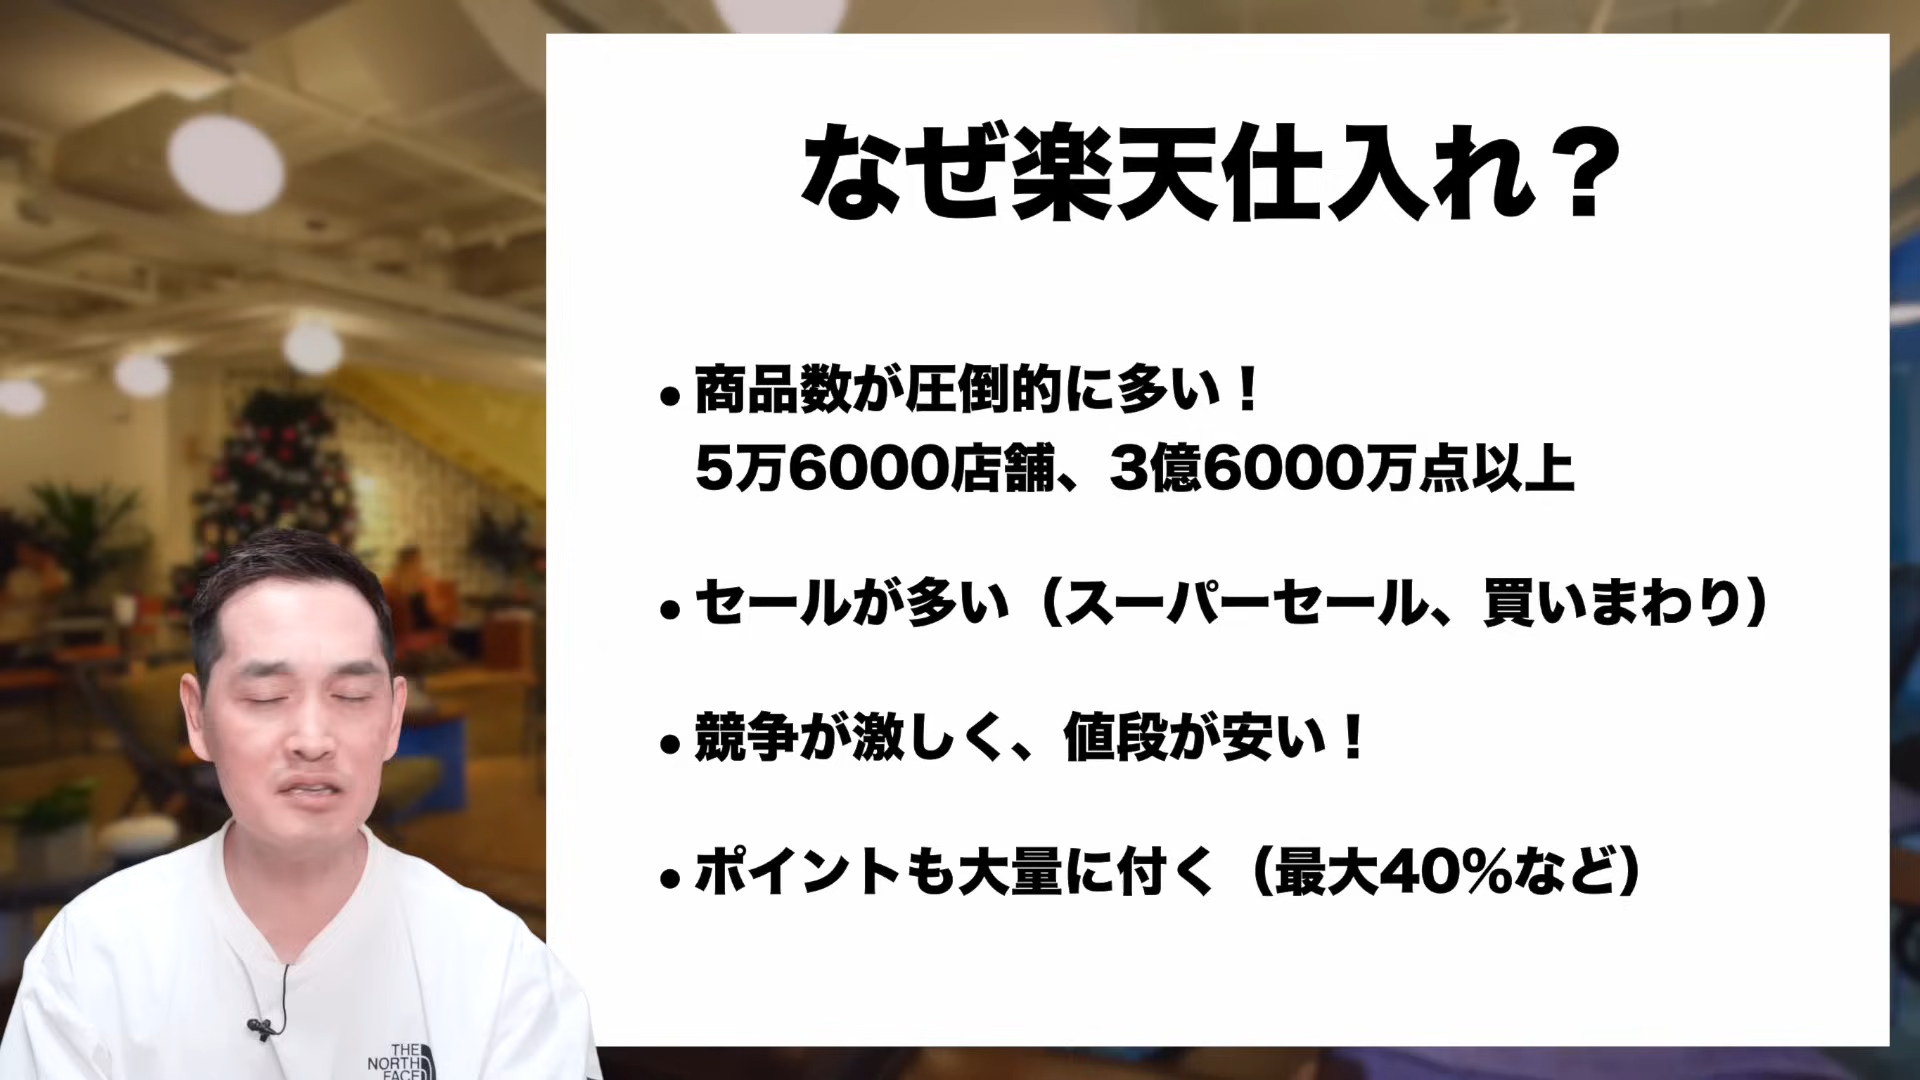 なぜ楽天仕入れ？
•商品数が圧倒的に多い！
5万6000店舗、3億6000万点以上
•セールが多い（スーパーセール、買いまわり）
•競争が激しく、値段が安い！
•ポイントも大量に付く（最大40%など）
THE
NORTH
FACE